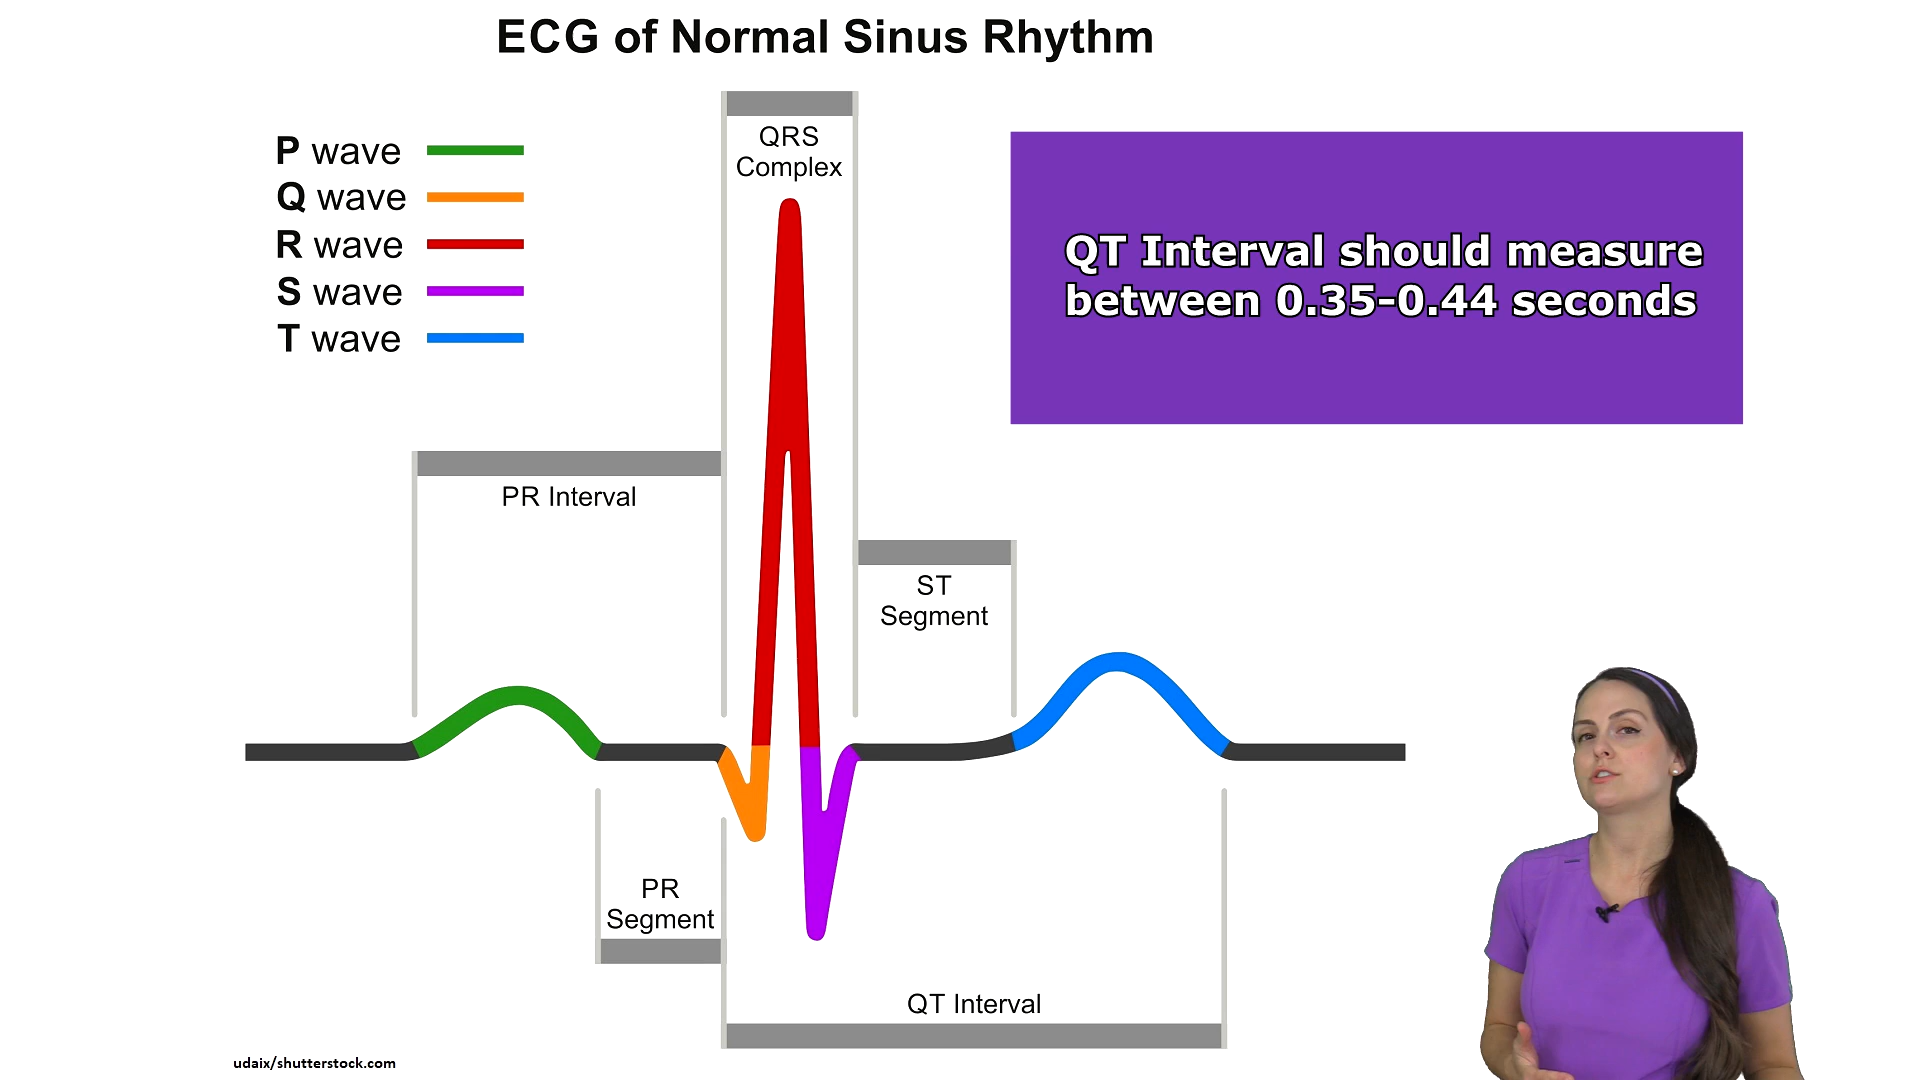 ECG of Normal Sinus Rhythm
P wave
Q wave
R wave
S wave
T wave
QRS
Complex
QT Interval should measure
between 0.35-0.44 seconds
PR Interval
ST
Segment
PR
Segment
QT Interval
udaix/shutterstock.com